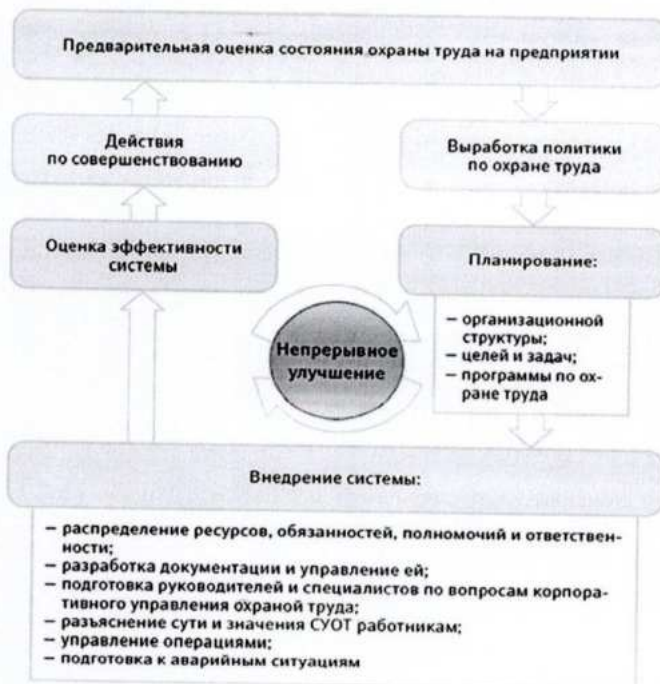 Предварительная оценка состояния охраны труда на предприятии
Действия
по совершенствованию
Выработка политики
по охране труда
Оценка эффективности
системы
Планирование:
— организационной
структуры;
— целей и задач;
— программы по ох-
ране труда
Непрерывное
улучшение
Внедрение системы:
— распределение ресурсов, обязанностей, полномочий и ответствен-
ности;
— разработка документации и управление ей;
— подготовка руководителей и специалистов по вопросам корпора-
тивного управления охраной труда;
— разъяснение сути и значения СУОТ работникам;
— управление операциями;
— подготовка к аварийным ситуациям